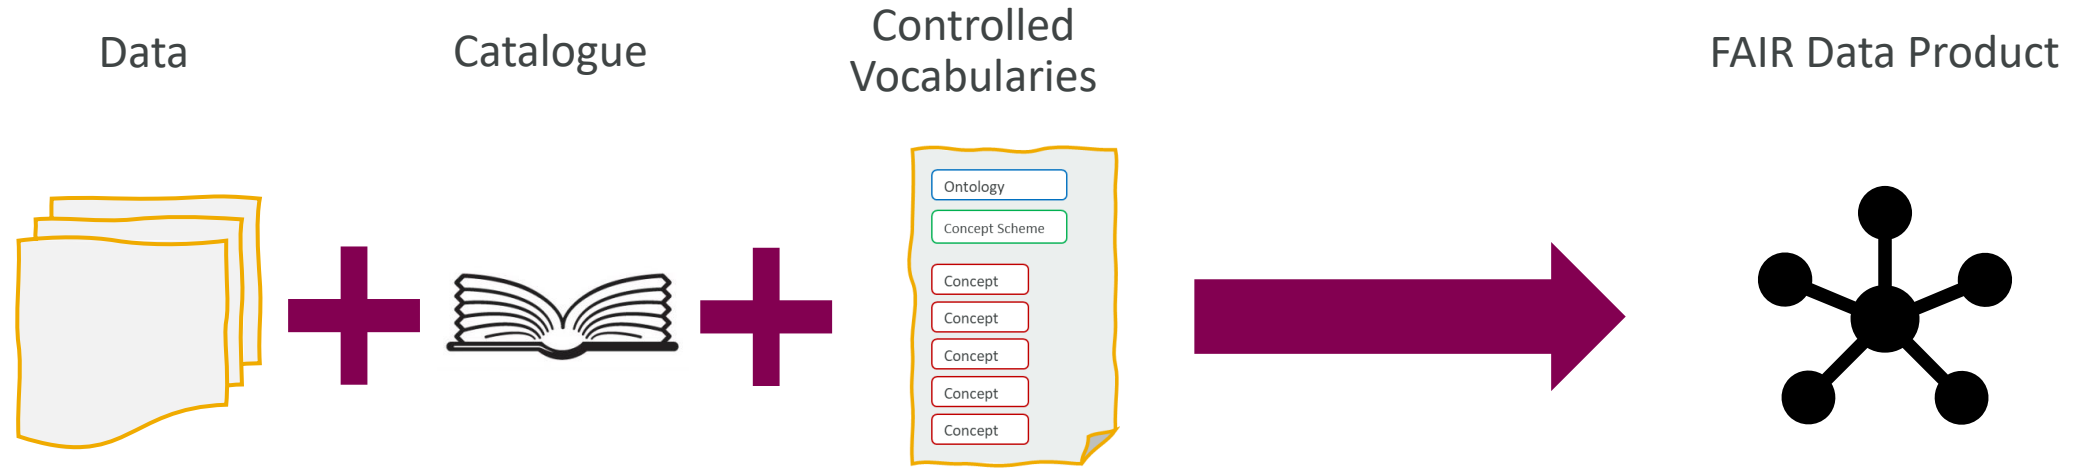 Data
Catalogue
Controlled
Vocabularies
FAIR Data Product
Ontology
Concept Scheme
Concept
Concept
Concept
Concept
Concept